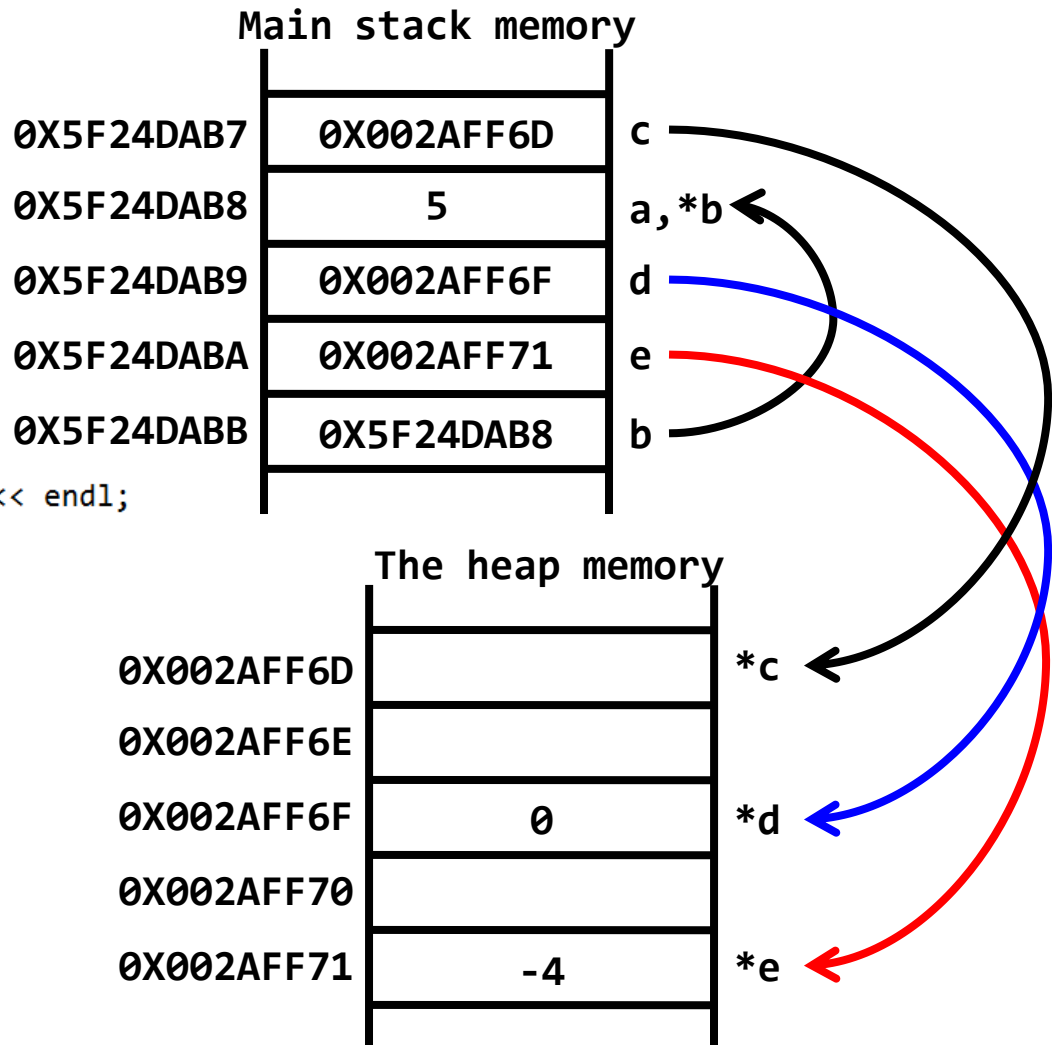 Main stack memory
0X5F24DAB7 0X002AFF6D c
0X5F24DAB8 5 a,*b
0X5F24DAB9 0X002AFF6F d
0X5F24DABA 0X002AFF71 e
0X5F24DABB 0X5F24DAB8 b
<< endl;
The heap memory
0X002AFF6D *c
0X002AFF6E
0X002AFF6F 0 *d
0X002AFF70
0X002AFF71 -4 *e